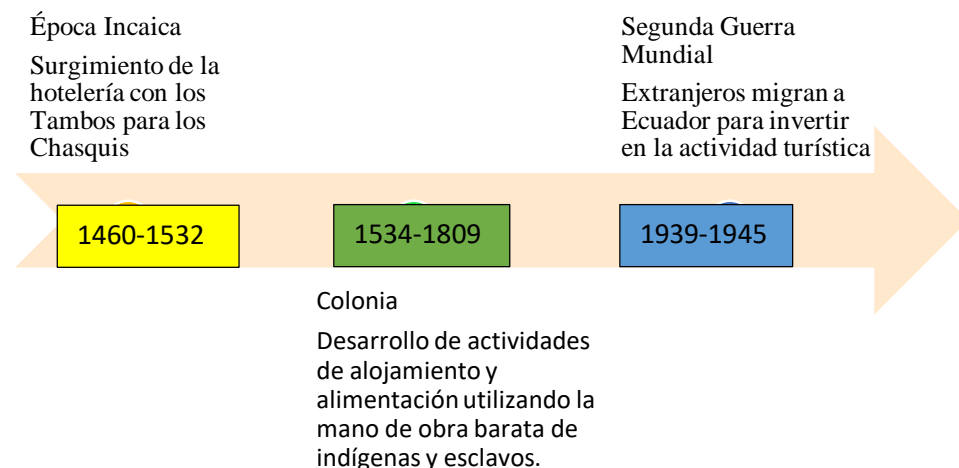 Época Incaica
Surgimiento de la
hotelería con los
Tambos para los
Chasquis
1460-1532
1534-1809
Colonia
Desarrollo de actividades
de alojamiento y
alimentación utilizando la
mano de obra barata de
indígenas y esclavos.
Segunda Guerra
Mundial
Extranjeros migran a
Ecuador para invertir
en la actividad turística
1939-1945